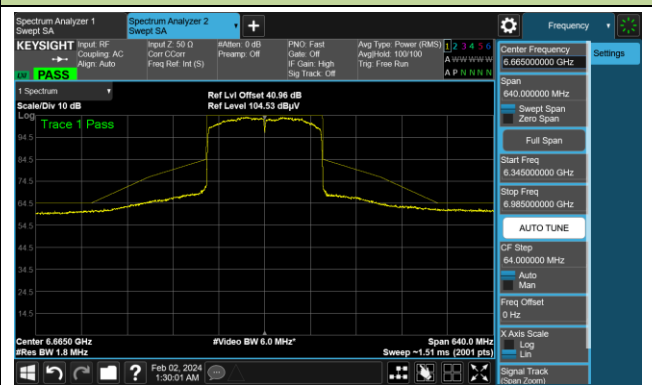 Spectrum Analyzer 1
Swept SA
Spectrum Analyzer 2
Swept SA
Frequency
KEYSIGHT
Input: RF
Coupling: AC
Align: Auto
Input Z: 50 Ω
Corr CCorr
Freq Ref: Int (S)
#Atten: 0 dB
Preamp: Off
PNO: Fast
Gate: Off
IF Gain: High
Sig Track: Off
Avg Type: Power (RMS)
Avg|Hold: 100/100
Trig: Free Run
1 2 3 4 5 6
A W W W W W
A P N N N N
PASS
1 Spectrum
Scale/Div 10 dB
Ref Lvl Offset 40.96 dB
Ref Level 104.53 dBµV
Log
Trace 1 Pass
94.5
84.5
74.5
64.5
54.5
44.5
34.5
24.5
14.5
Center 6.6650 GHz
#Res BW 1.8 MHz
#Video BW 6.0 MHz*
Span 640.0 MHz
Sweep ~1.51 ms (2001 pts)
Center Frequency
6.665000000 GHz
Settings
Span
640.000000 MHz
Swept Span
Zero Span
Full Span
Start Freq
6.345000000 GHz
Stop Freq
6.985000000 GHz
AUTO TUNE
CF Step
64.000000 MHz
Auto
Man
Freq Offset
0 Hz
X Axis Scale
Log
Lin
Signal Track
(Span Zoom)
?
Feb 02, 2024
1:30:01 AM